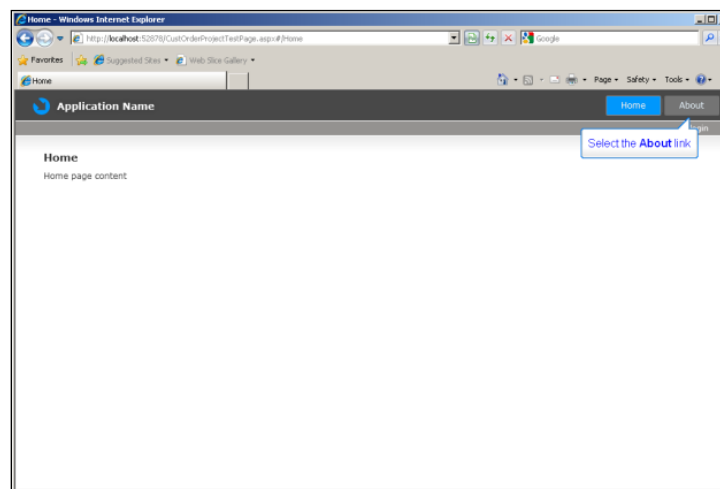 Home - Windows Internet Explorer
http://localhost:52878/CustOrderProjectTestPage.aspx#/Home
Google
Favorites Suggested Sites Web Slice Gallery
Home
Page Safety Tools
Application Name
Home About
Select the About link
Home
Home page content